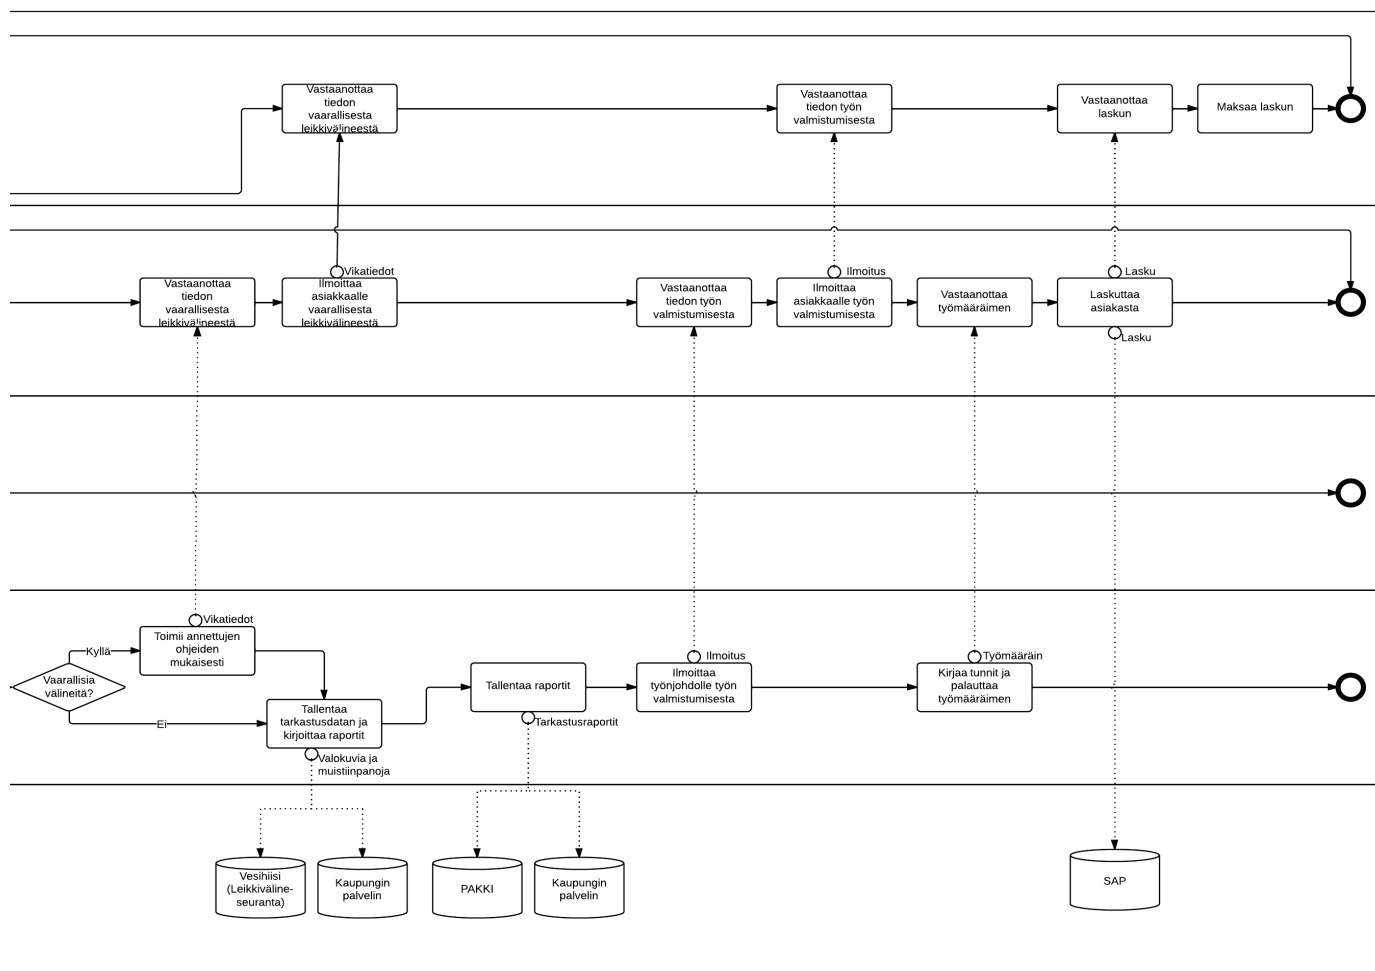 Vastaanottaa
tiedon
vaarallisesta
leikkivälineestä
Vastaanottaa
tiedon työn
valmistumisesta
Vastaanottaa
laskun
Maksaa laskun
Vikatiedot
Ilmoitus
Lasku
Vastaanottaa
tiedon
vaarallisesta
leikkivälineestä
Ilmoittaa
asiakkaalle
vaarallisesta
leikkivälineestä
Vastaanottaa
tiedon työn
valmistumisesta
Ilmoittaa
asiakkaalle työn
valmistumisesta
Vastaanottaa
työmääräimen
Laskuttaa
asiakasta
Lasku
Vikatiedot
Kyllä
Toimii annettujen
ohjeiden
mukaisesti
Vaarallisia
välineitä?
Ei
Tallentaa
tarkastusdatan ja
kirjoittaa raportit
Valokuvia ja
muistiinpanoja
Tallentaa raportit
Tarkastusraportit
Ilmoitus
Ilmoittaa
työnjohdolle työn
valmistumisesta
Työmääräin
Kirjaa tunnit ja
palauttaa
työmääräimen
Vesihiisi
(Leikkiväline-
seuranta)
Kaupungin
palvelin
PAKKI
Kaupungin
palvelin
SAP